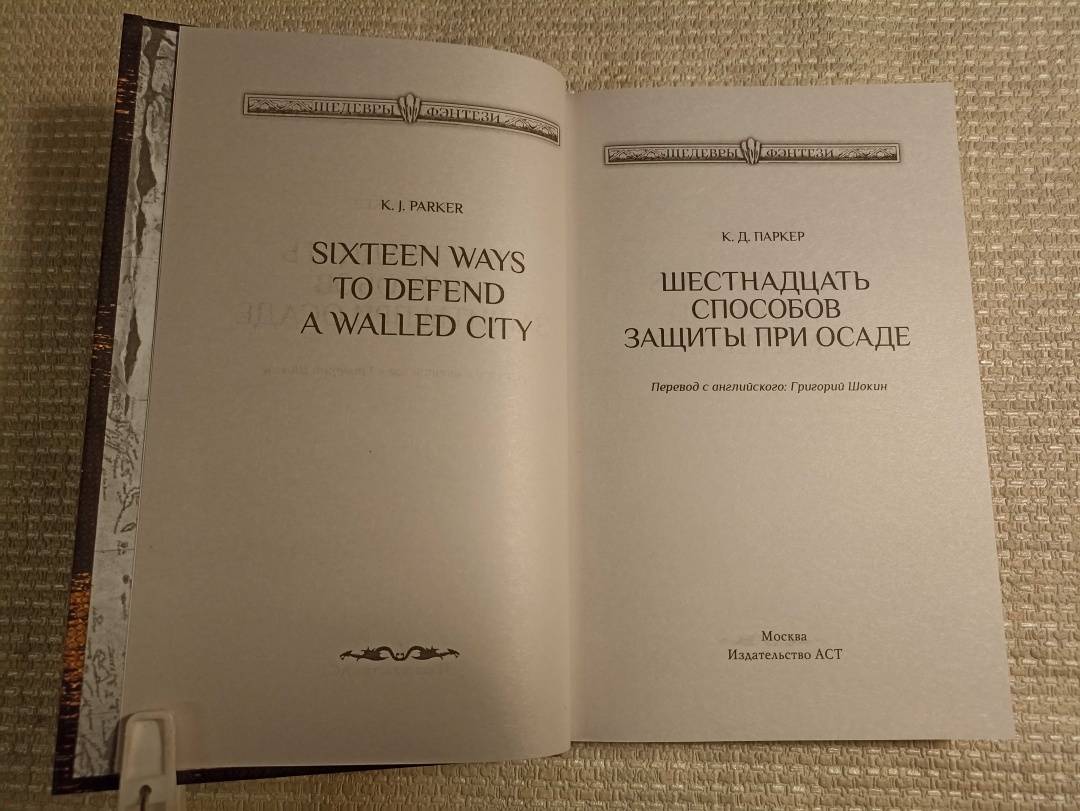 ШЕДЕВРЫ ФЭНТЕЗИ
K. J. PARKER
SIXTEEN WAYS
TO DEFEND
A WALLED CITY
ШЕДЕВРЫ ФЭНТЕЗИ
К. Д. ПАРКЕР
ШЕСТНАДЦАТЬ
СПОСОБОВ
ЗАЩИТЫ ПРИ ОСАДЕ
Перевод с английского: Григорий Шокин
Москва
Издательство АСТ